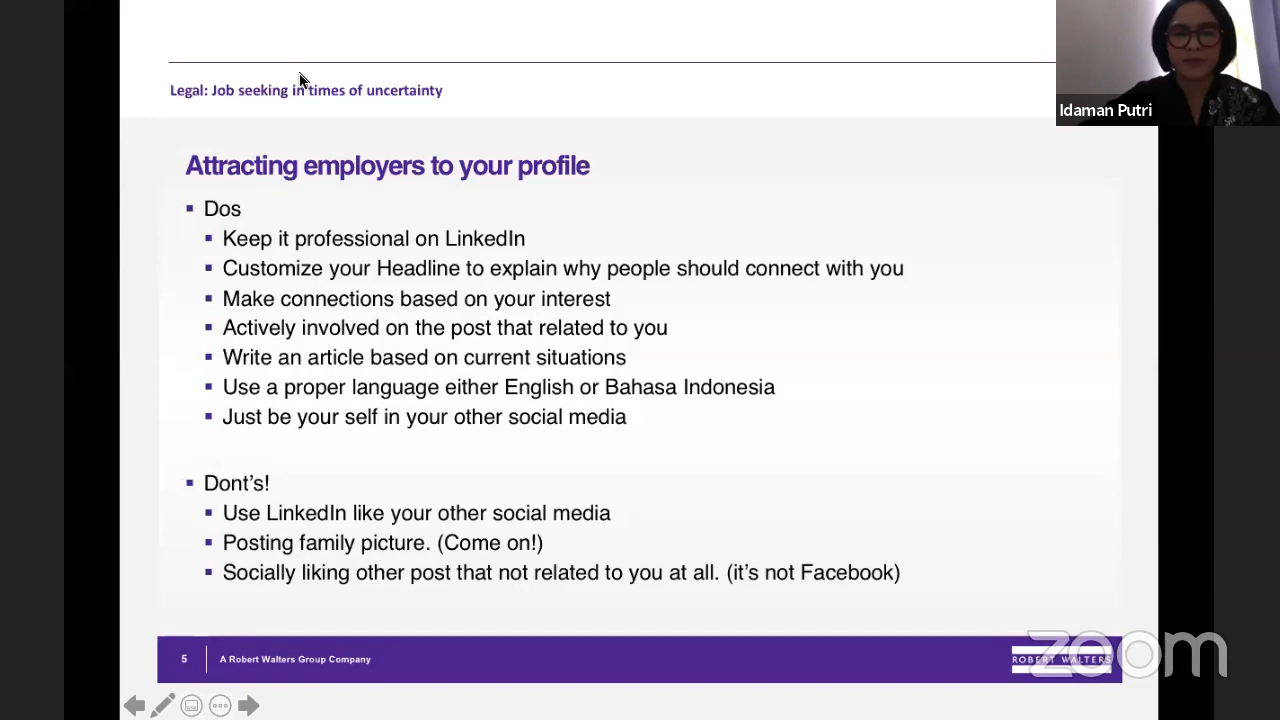 Legal: Job seeking in times of uncertainty
Idaman Putri
Attracting employers to your profile
Dos
Keep it professional on LinkedIn
Customize your Headline to explain why people should connect with you
Make connections based on your interest
Actively involved on the post that related to you
Write an article based on current situations
Use a proper language either English or Bahasa Indonesia
Just be your self in your other social media
Dont's!
Use LinkedIn like your other social media
Posting family picture. (Come on!)
Socially liking other post that not related to you at all. (it's not Facebook)
5
A Robert Walters Group Company
ROBERT WALTERS
zoom